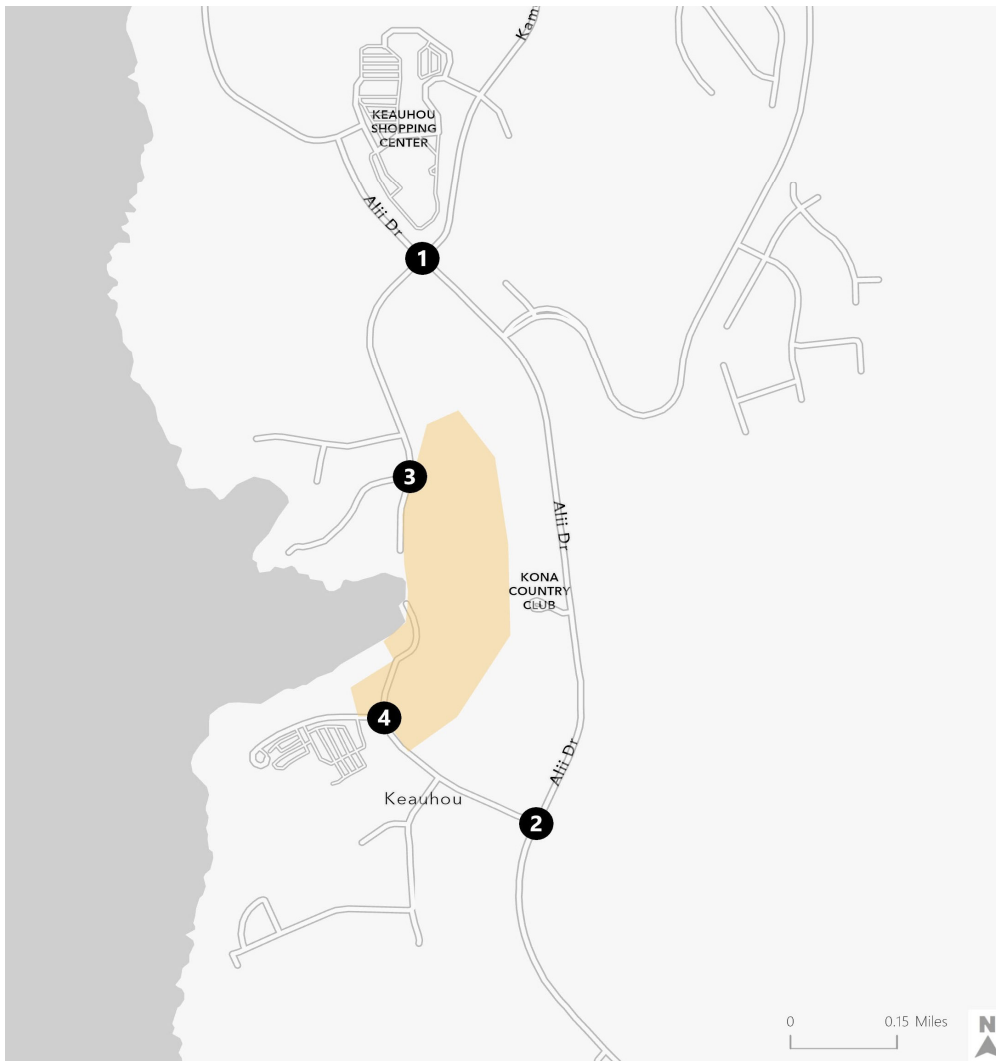 Kam
KEAUHOU
SHOPPING
CENTER
Alii Dr
1
3
Alii Dr
KONA
COUNTRY
CLUB
4
Alii Dr
Keauhou
2
0
0.15 Miles
N